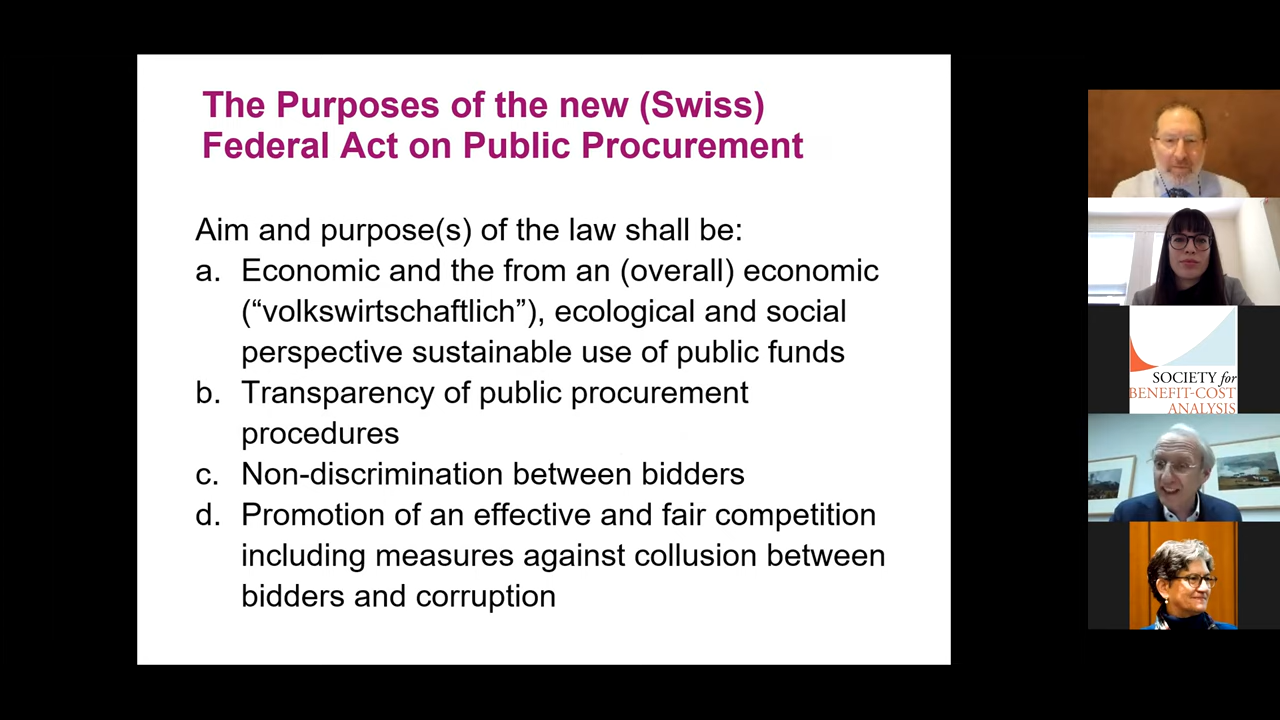 The Purposes of the new (Swiss)
Federal Act on Public Procurement
Aim and purpose(s) of the law shall be:
a. Economic and the from an (overall) economic
(“volkswirtschaftlich”), ecological and social
perspective sustainable use of public funds
b. Transparency of public procurement
procedures
c. Non-discrimination between bidders
d. Promotion of an effective and fair competition
including measures against collusion between
bidders and corruption
SOCIETY for
BENEFIT-COST
ANALYSIS